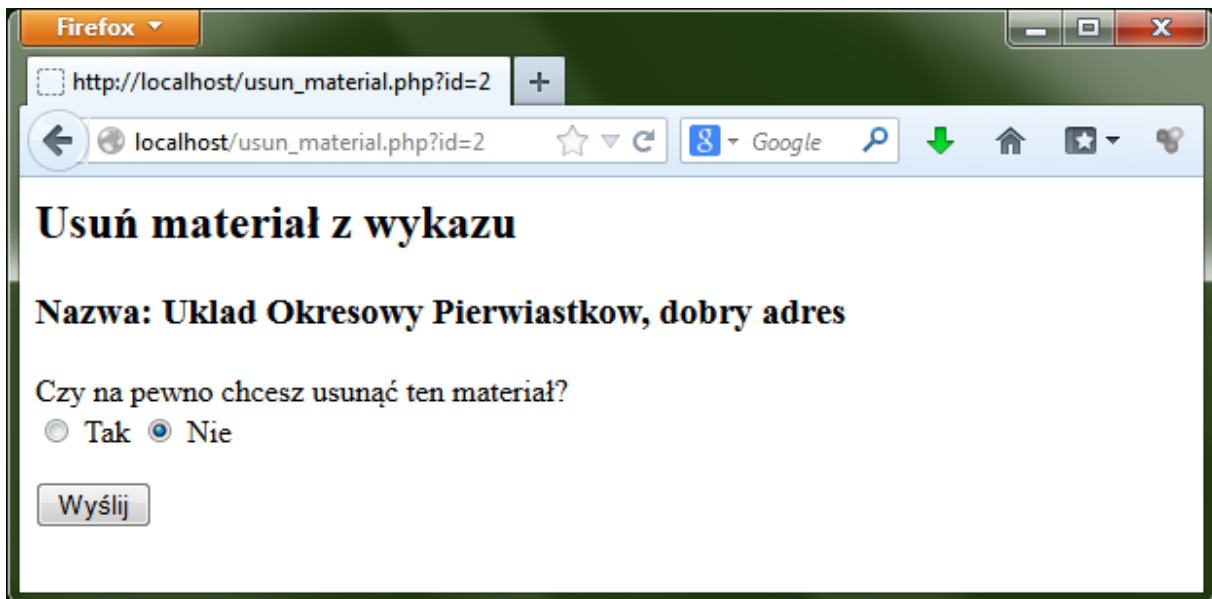 Firefox
http://localhost/usun_material.php?id=2
localhost/usun_material.php?id=2
Google
Usuń materiał z wykazu
Nazwa: Uklad Okresowy Pierwiastkow, dobry adres
Czy na pewno chcesz usunąć ten materiał?
Tak Nie
Wyślij